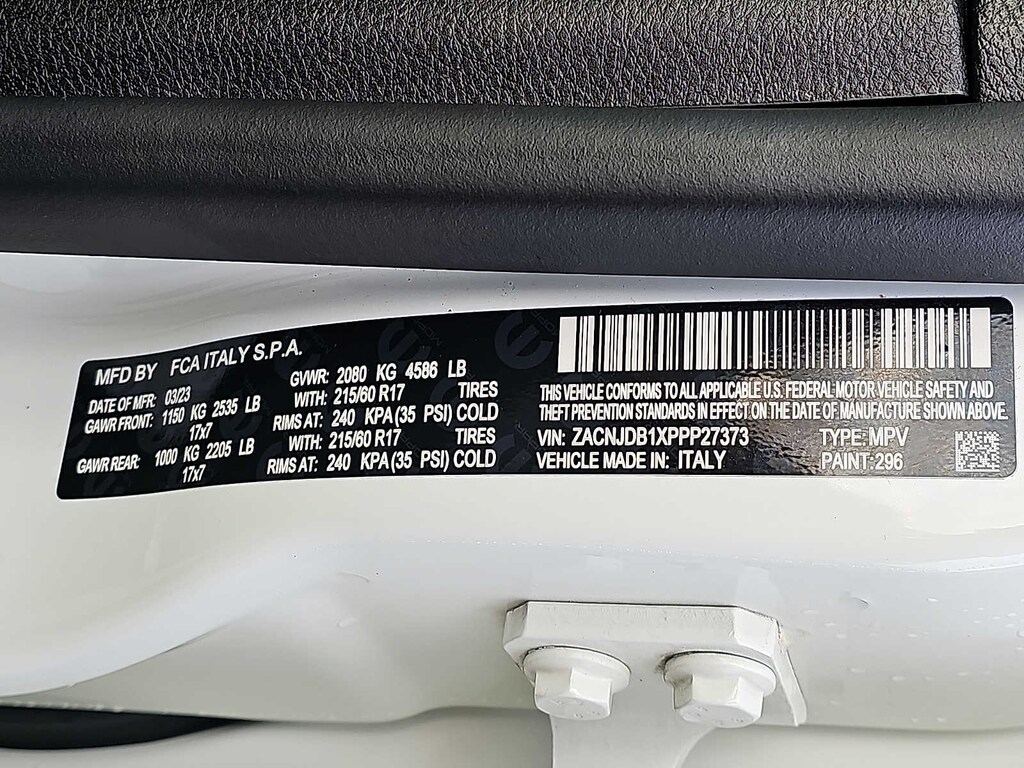 MFD BY FCA ITALY S.P.A.
DATE OF MFR: 03/23 GVWR: 2080 KG 4586 LB
GAWR FRONT: 1150 KG 2535 LB WITH: 215/60 R17 TIRES
17x7 RIMS AT: 240 KPA(35 PSI) COLD
GAWR REAR: 1000 KG 2205 LB WITH: 215/60 R17 TIRES
17x7 RIMS AT: 240 KPA(35 PSI) COLD
THIS VEHICLE CONFORMS TO ALL APPLICABLE U.S. FEDERAL MOTOR VEHICLE SAFETY AND
THEFT PREVENTION STANDARDS IN EFFECT ON THE DATE OF MANUFACTURE SHOWN ABOVE.
VIN: ZACNJDB1XPPP27373 TYPE: MPV
VEHICLE MADE IN: ITALY PAINT: 296